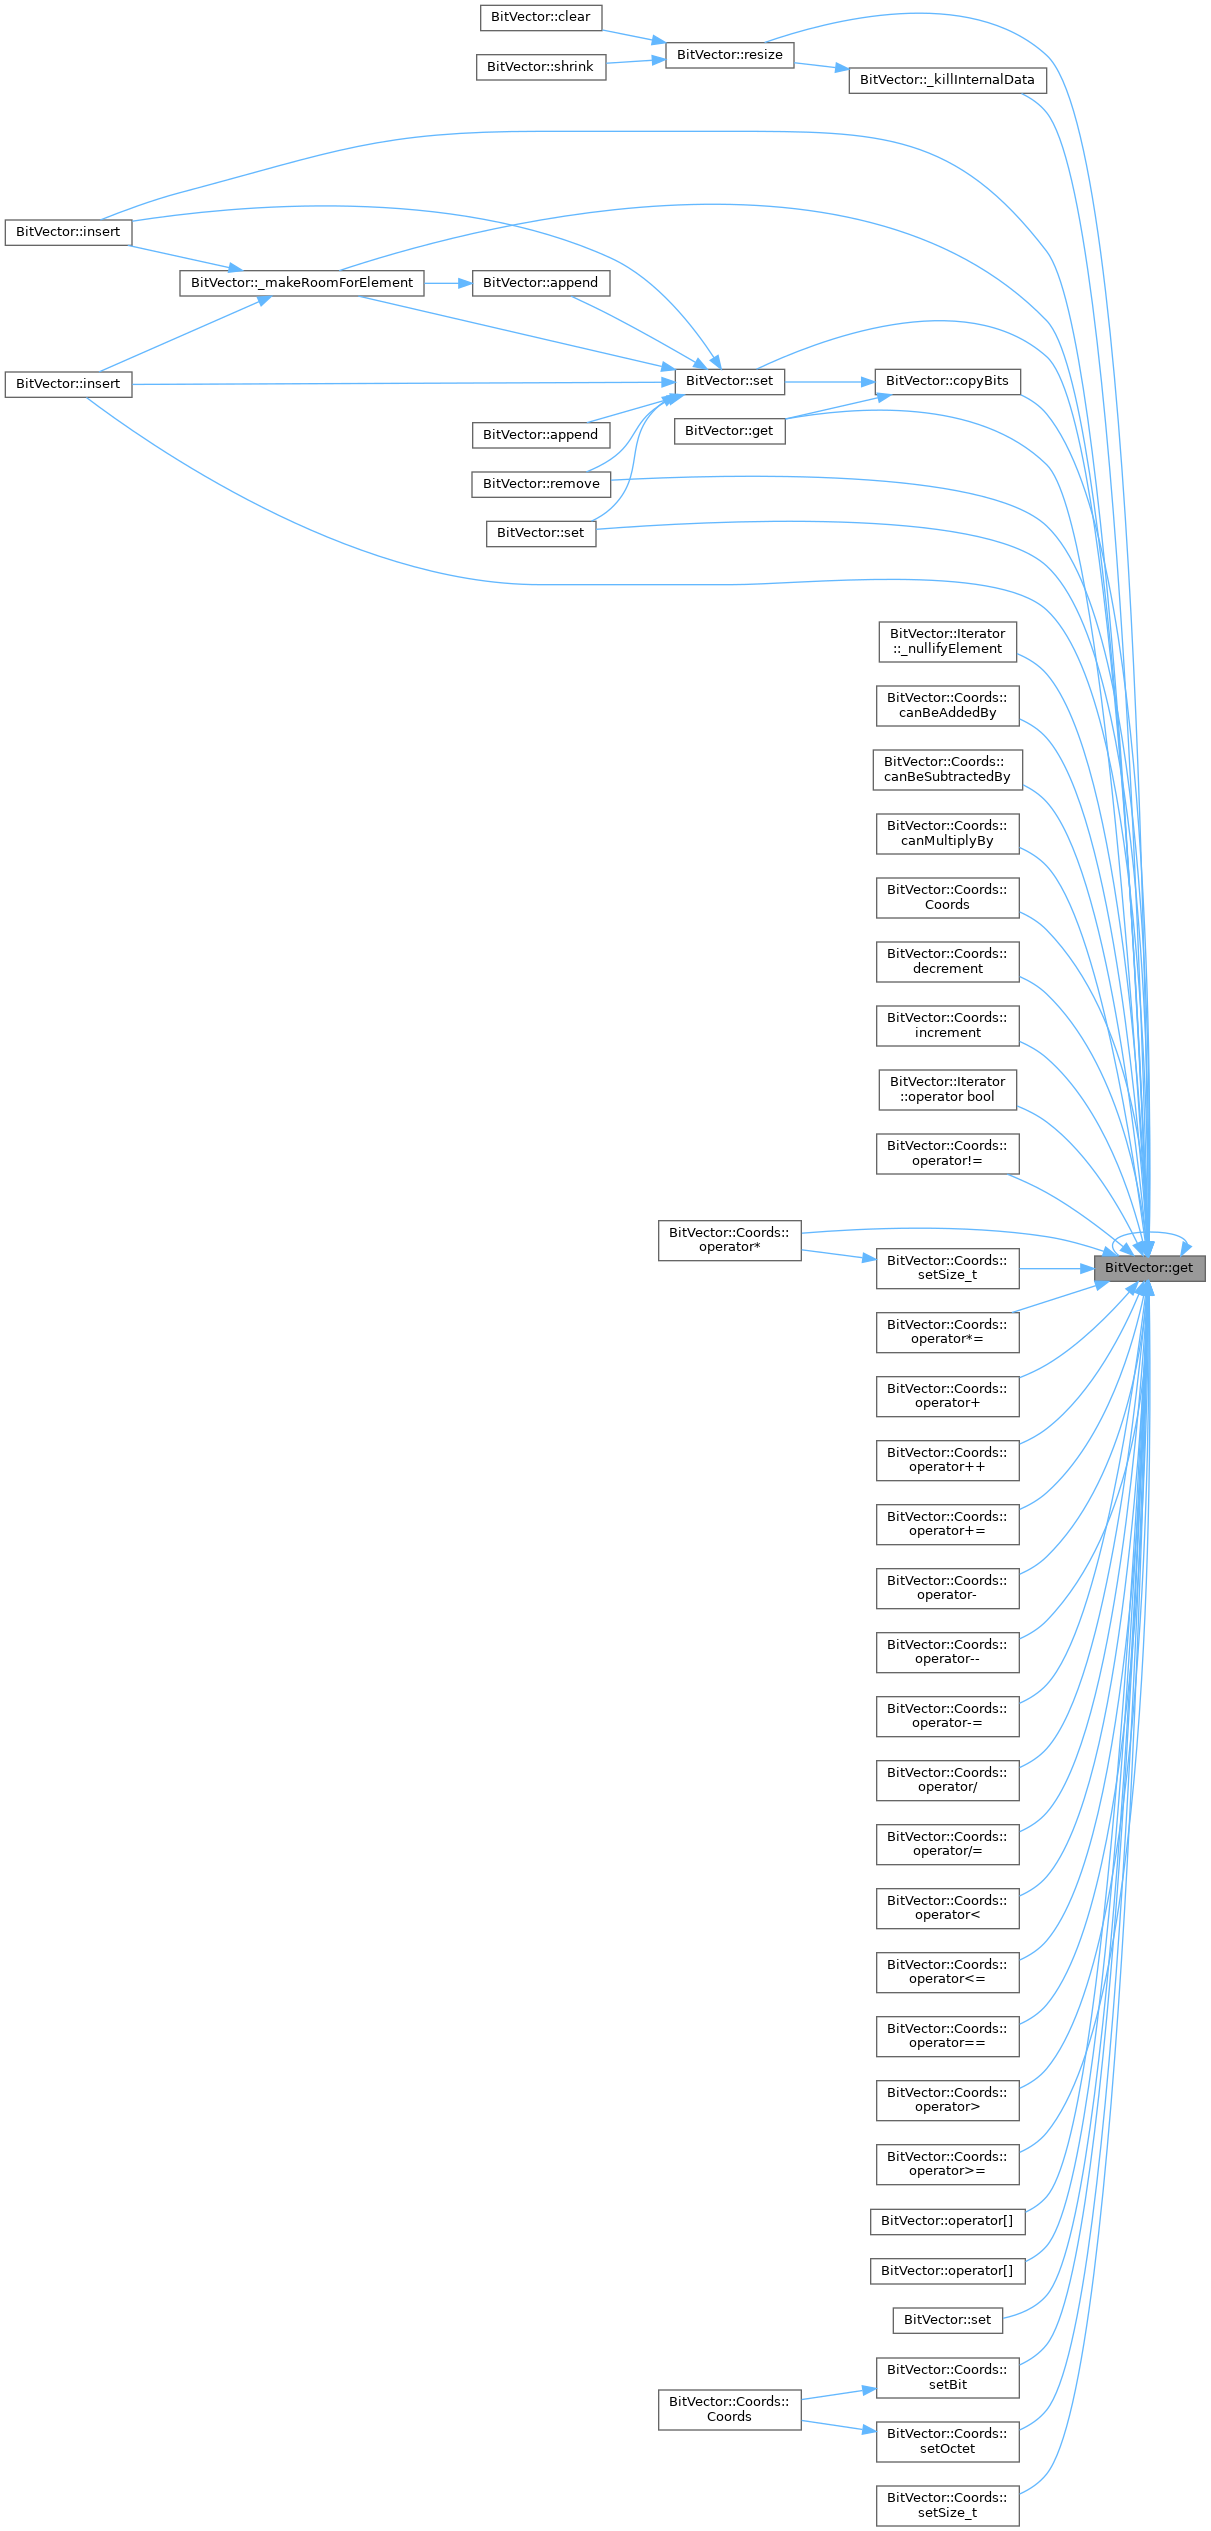 BitVector::clear
BitVector::resize
BitVector::shrink
BitVector::_killInternalData
BitVector::insert
BitVector::_makeRoomForElement
BitVector::append
BitVector::insert
BitVector::set
BitVector::copyBits
BitVector::append
BitVector::get
BitVector::remove
BitVector::set
BitVector::Iterator
::_nullifyElement
BitVector::Coords::
canBeAddedBy
BitVector::Coords::
canBeSubtractedBy
BitVector::Coords::
canMultiplyBy
BitVector::Coords::
Coords
BitVector::Coords::
decrement
BitVector::Coords::
increment
BitVector::Iterator
::operator bool
BitVector::Coords::
operator!=
BitVector::Coords::
operator*
BitVector::Coords::
setSize_t
BitVector::get
BitVector::Coords::
operator*=
BitVector::Coords::
operator+
BitVector::Coords::
operator++
BitVector::Coords::
operator+=
BitVector::Coords::
operator-
BitVector::Coords::
operator--
BitVector::Coords::
operator-=
BitVector::Coords::
operator/
BitVector::Coords::
operator/=
BitVector::Coords::
operator<
BitVector::Coords::
operator<=
BitVector::Coords::
operator==
BitVector::Coords::
operator>
BitVector::Coords::
operator>=
BitVector::operator[]
BitVector::operator[]
BitVector::set
BitVector::Coords::
setBit
BitVector::Coords::
Coords
BitVector::Coords::
setOctet
BitVector::Coords::
setSize_t